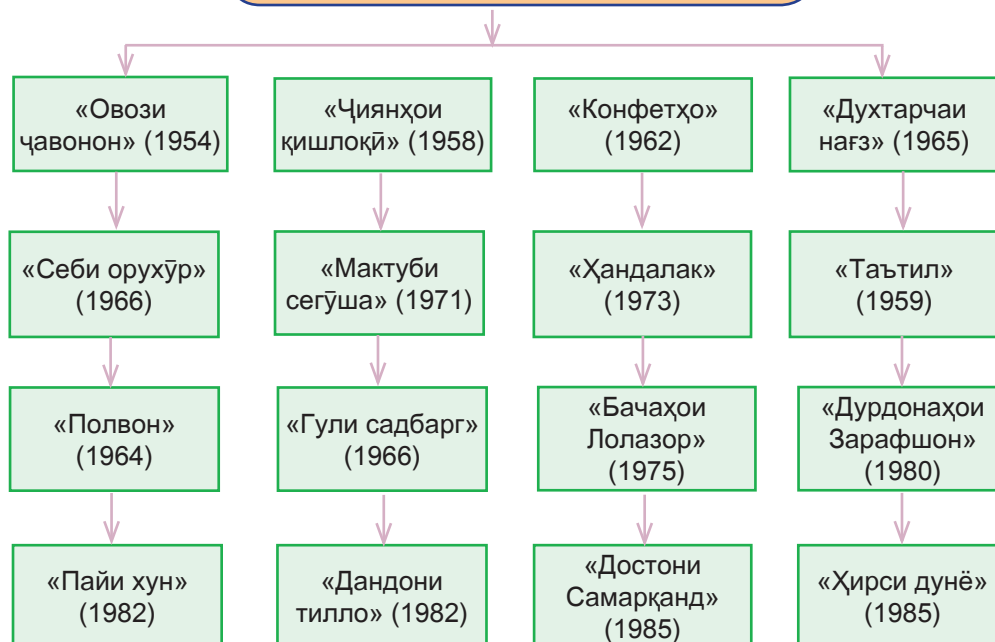 «Овози
ҷавонон» (1954)
«Ҷиянҳои
қишлоқӣ» (1958)
«Конфетҳо»
(1962)
«Духтарчаи
нағз» (1965)
«Себи орухӯр»
(1966)
«Мактуби
сегӯша» (1971)
«Ҳандалак»
(1973)
«Таътил»
(1959)
«Полвон»
(1964)
«Гули садбарг»
(1966)
«Бачаҳои
Лолазор»
(1975)
«Дурдонаҳои
Зарафшон»
(1980)
«Пайи хун»
(1982)
«Дандони
тилло» (1982)
«Достони
Самарқанд»
(1985)
«Ҳирси дунё»
(1985)